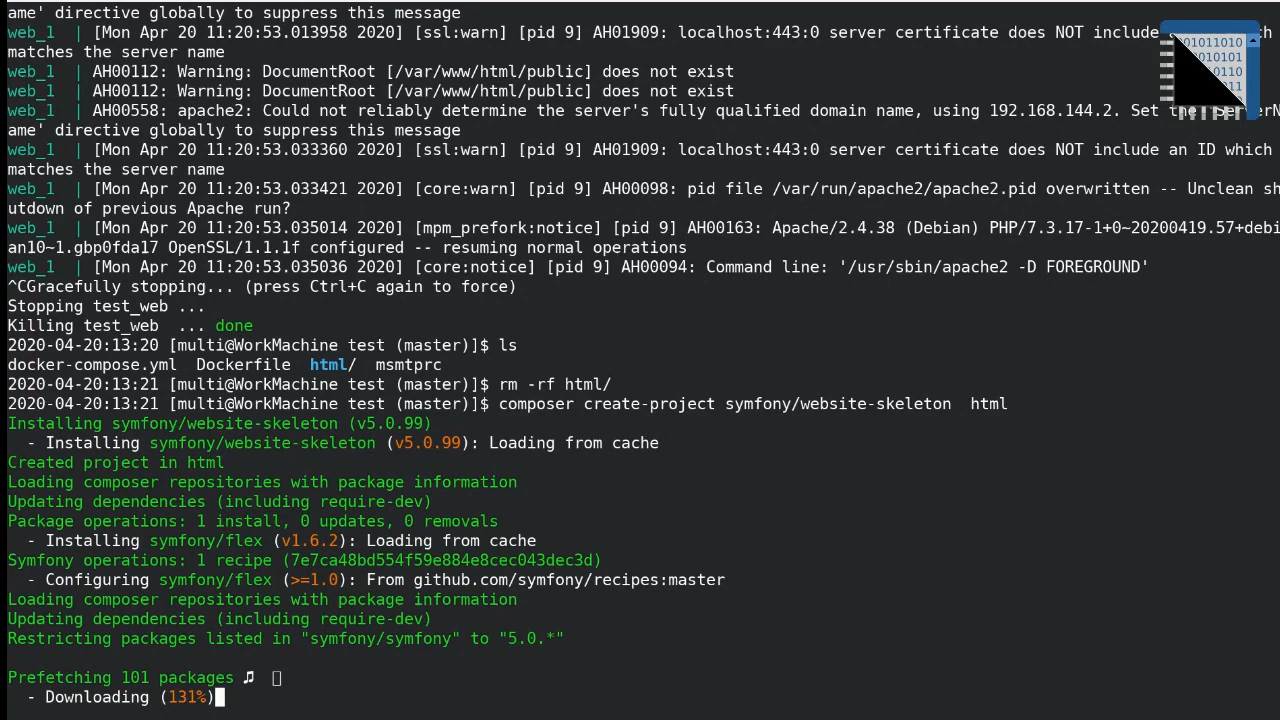 ame' directive globally to suppress this message
web_1  | [Mon Apr 20 11:20:53.013958 2020] [ssl:warn] [pid 9] AH01909: localhost:443:0 server certificate does NOT include which
matches the server name
web_1  | AH00112: Warning: DocumentRoot [/var/www/html/public] does not exist
web_1  | AH00112: Warning: DocumentRoot [/var/www/html/public] does not exist
web_1  | AH00558: apache2: Could not reliably determine the server's fully qualified domain name, using 192.168.144.2. Set the 'ServerN
ame' directive globally to suppress this message
web_1  | [Mon Apr 20 11:20:53.033360 2020] [ssl:warn] [pid 9] AH01909: localhost:443:0 server certificate does NOT include an ID which
matches the server name
web_1  | [Mon Apr 20 11:20:53.033421 2020] [core:warn] [pid 9] AH00098: pid file /var/run/apache2/apache2.pid overwritten -- Unclean sh
utdown of previous Apache run?
web_1  | [Mon Apr 20 11:20:53.035014 2020] [mpm_prefork:notice] [pid 9] AH00163: Apache/2.4.38 (Debian) PHP/7.3.17-1+0~20200419.57+debi
an10~1.gbp0fda17 OpenSSL/1.1.1f configured -- resuming normal operations
web_1  | [Mon Apr 20 11:20:53.035036 2020] [core:notice] [pid 9] AH00094: Command line: '/usr/sbin/apache2 -D FOREGROUND'
^CGracefully stopping... (press Ctrl+C again to force)
Stopping test_web ...
Killing test_web  ... done
2020-04-20:13:20 [multi@WorkMachine test (master)]$ ls
docker-compose.yml  Dockerfile  html/  msmtprc
2020-04-20:13:21 [multi@WorkMachine test (master)]$ rm -rf html/
2020-04-20:13:21 [multi@WorkMachine test (master)]$ composer create-project symfony/website-skeleton  html
Installing symfony/website-skeleton (v5.0.99)
  - Installing symfony/website-skeleton (v5.0.99): Loading from cache
Created project in html
Loading composer repositories with package information
Updating dependencies (including require-dev)
Package operations: 1 install, 0 updates, 0 removals
  - Installing symfony/flex (v1.6.2): Loading from cache
Symfony operations: 1 recipe (7e7ca48bd554f59e884e8cec043dec3d)
  - Configuring symfony/flex (>=1.0): From github.com/symfony/recipes:master
Loading composer repositories with package information
Updating dependencies (including require-dev)
Restricting packages listed in "symfony/symfony" to "5.0.*"
Prefetching 101 packages ♫
  - Downloading (131%)